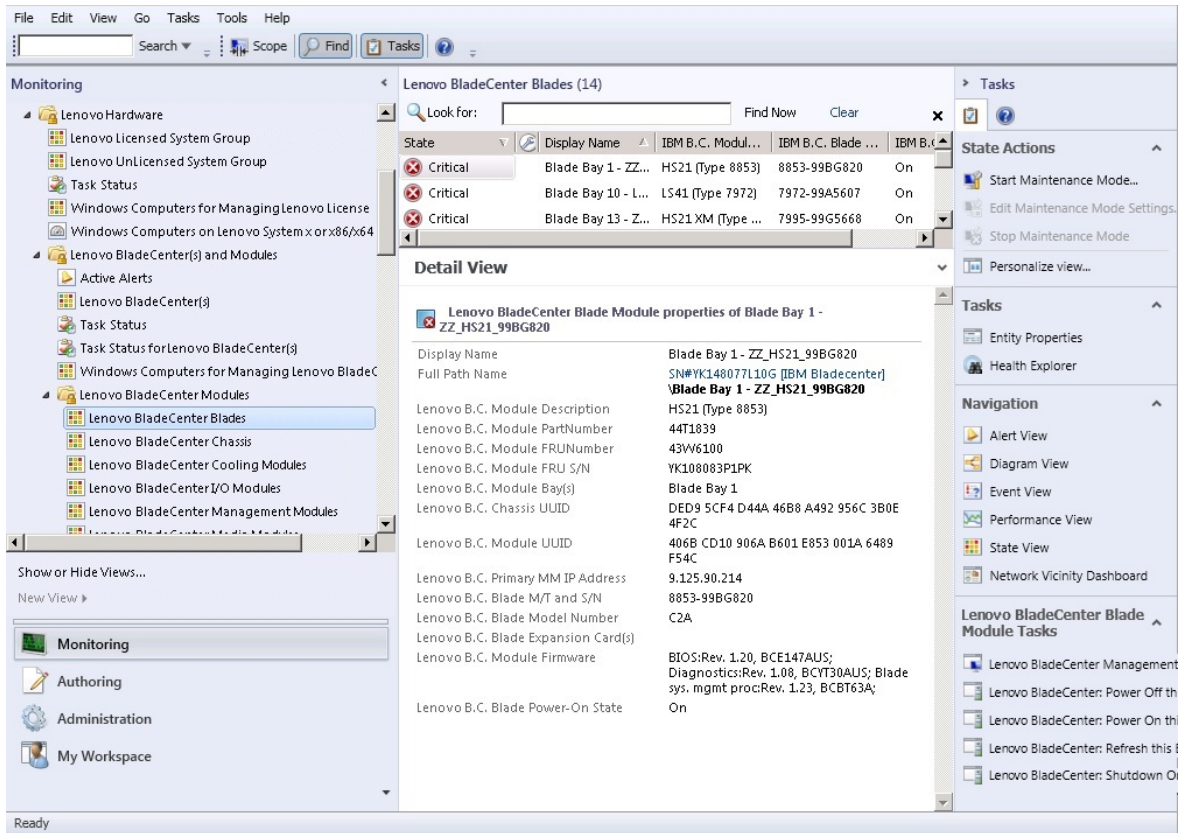 File Edit View Go Tasks Tools Help
Search Scope Find Tasks
Monitoring
Lenovo Hardware
Lenovo Licensed System Group
Lenovo UnLicensed System Group
Task Status
Windows Computers for Managing Lenovo License
Windows Computers on Lenovo System x or x86/x64
Lenovo BladeCenter(s) and Modules
Active Alerts
Lenovo BladeCenter(s)
Task Status
Task Status for Lenovo BladeCenter(s)
Windows Computers for Managing Lenovo BladeC
Lenovo BladeCenter Modules
Lenovo BladeCenter Blades
Lenovo BladeCenter Chassis
Lenovo BladeCenter Cooling Modules
Lenovo BladeCenter I/O Modules
Lenovo BladeCenter Management Modules
Lenovo BladeCenter Media Modules
Show or Hide Views...
New View
Monitoring
Authoring
Administration
My Workspace
Ready
Lenovo BladeCenter Blades (14)
Look for: Find Now Clear
State Display Name IBM B.C. Modul... IBM B.C. Blade ... IBM B.(
Critical Blade Bay 1 - ZZ... HS21 (Type 8853) 8853-99BG820 On
Critical Blade Bay 10 - L... LS41 (Type 7972) 7972-99A5607 On
Critical Blade Bay 13 - Z... HS21 XM (Type ... 7995-99G5668 On
Detail View
Lenovo BladeCenter Blade Module properties of Blade Bay 1 -
ZZ_HS21_99BG820
Display Name Blade Bay 1 - ZZ_HS21_99BG820
Full Path Name SN#YK148077L10G [IBM Bladecenter]
\Blade Bay 1 - ZZ_HS21_99BG820
Lenovo B.C. Module Description HS21 (Type 8853)
Lenovo B.C. Module PartNumber 44T1839
Lenovo B.C. Module FRUNumber 43W6100
Lenovo B.C. Module FRU S/N YK108083P1PK
Lenovo B.C. Module Bay(s) Blade Bay 1
Lenovo B.C. Chassis UUID DED9 5CF4 D44A 46B8 A492 956C 3B0E
4F2C
Lenovo B.C. Module UUID 406B CD10 906A B601 E853 001A 6489
F54C
Lenovo B.C. Primary MM IP Address 9.125.90.214
Lenovo B.C. Blade M/T and S/N 8853-99BG820
Lenovo B.C. Blade Model Number C2A
Lenovo B.C. Blade Expansion Card(s)
Lenovo B.C. Module Firmware BIOS:Rev. 1.20, BCE147AUS;
Diagnostics:Rev. 1.08, BCYT30AUS; Blade
sys. mgmt proc:Rev. 1.23, BCBT63A;
Lenovo B.C. Blade Power-On State On
Tasks
State Actions
Start Maintenance Mode...
Edit Maintenance Mode Settings.
Stop Maintenance Mode
Personalize view...
Tasks
Entity Properties
Health Explorer
Navigation
Alert View
Diagram View
Event View
Performance View
State View
Network Vicinity Dashboard
Lenovo BladeCenter Blade
Module Tasks
Lenovo BladeCenter Management
Lenovo BladeCenter: Power Off th
Lenovo BladeCenter: Power On thi
Lenovo BladeCenter: Refresh this B
Lenovo BladeCenter: Shutdown O